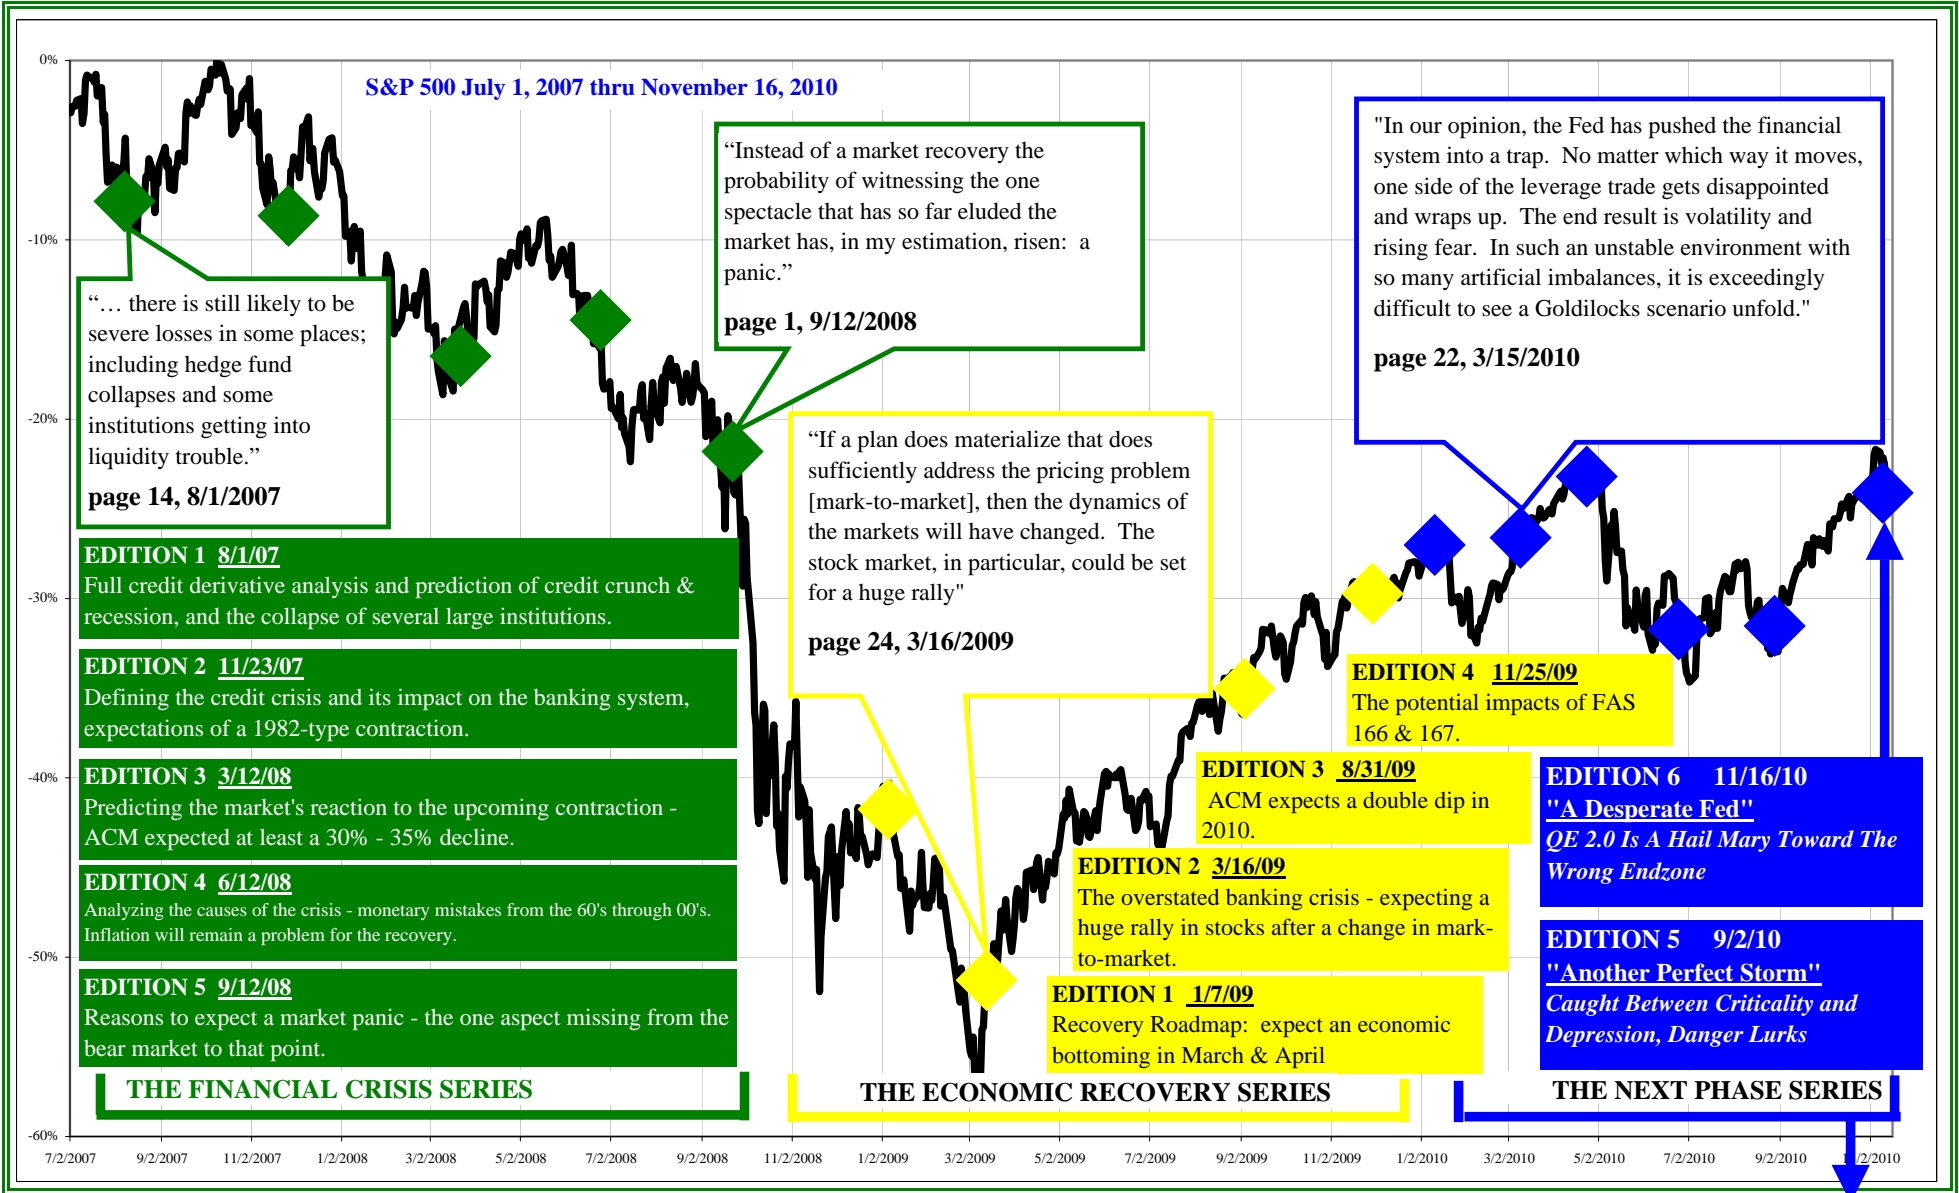 S&P 500 July 1, 2007 thru November 16, 2010
0%
-10%
-20%
-30%
-40%
-50%
-60%
“… there is still likely to be
severe losses in some places;
including hedge fund
collapses and some
institutions getting into
liquidity trouble.”
page 14, 8/1/2007
“Instead of a market recovery the
probability of witnessing the one
spectacle that has so far eluded the
market has, in my estimation, risen:  a
panic.”
page 1, 9/12/2008
“If a plan does materialize that does
sufficiently address the pricing problem
[mark-to-market], then the dynamics of
the markets will have changed.  The
stock market, in particular, could be set
for a huge rally"
page 24, 3/16/2009
"In our opinion, the Fed has pushed the financial
system into a trap.  No matter which way it moves,
one side of the leverage trade gets disappointed
and wraps up.  The end result is volatility and
rising fear.  In such an unstable environment with
so many artificial imbalances, it is exceedingly
difficult to see a Goldilocks scenario unfold."
page 22, 3/15/2010
EDITION 1  8/1/07
Full credit derivative analysis and prediction of credit crunch &
recession, and the collapse of several large institutions.
EDITION 2  11/23/07
Defining the credit crisis and its impact on the banking system,
expectations of a 1982-type contraction.
EDITION 3  3/12/08
Predicting the market's reaction to the upcoming contraction -
ACM expected at least a 30% - 35% decline.
EDITION 4  6/12/08
Analyzing the causes of the crisis - monetary mistakes from the 60's through 00's.
Inflation will remain a problem for the recovery.
EDITION 5  9/12/08
Reasons to expect a market panic - the one aspect missing from the
bear market to that point.
THE FINANCIAL CRISIS SERIES
EDITION 4   11/25/09
The potential impacts of FAS
166 & 167.
EDITION 3   8/31/09
ACM expects a double dip in
2010.
EDITION 2  3/16/09
The overstated banking crisis - expecting a
huge rally in stocks after a change in mark-
to-market.
EDITION 1   1/7/09
Recovery Roadmap:  expect an economic
bottoming in March & April
THE ECONOMIC RECOVERY SERIES
EDITION 6     11/16/10
"A Desperate Fed"
QE 2.0 Is A Hail Mary Toward The
Wrong Endzone
EDITION 5     9/2/10
"Another Perfect Storm"
Caught Between Criticality and
Depression, Danger Lurks
THE NEXT PHASE SERIES
7/2/2007 9/2/2007 11/2/2007 1/2/2008 3/2/2008 5/2/2008 7/2/2008 9/2/2008 11/2/2008 1/2/2009 3/2/2009 5/2/2009 7/2/2009 9/2/2009 11/2/2009 1/2/2010 3/2/2010 5/2/2010 7/2/2010 9/2/2010